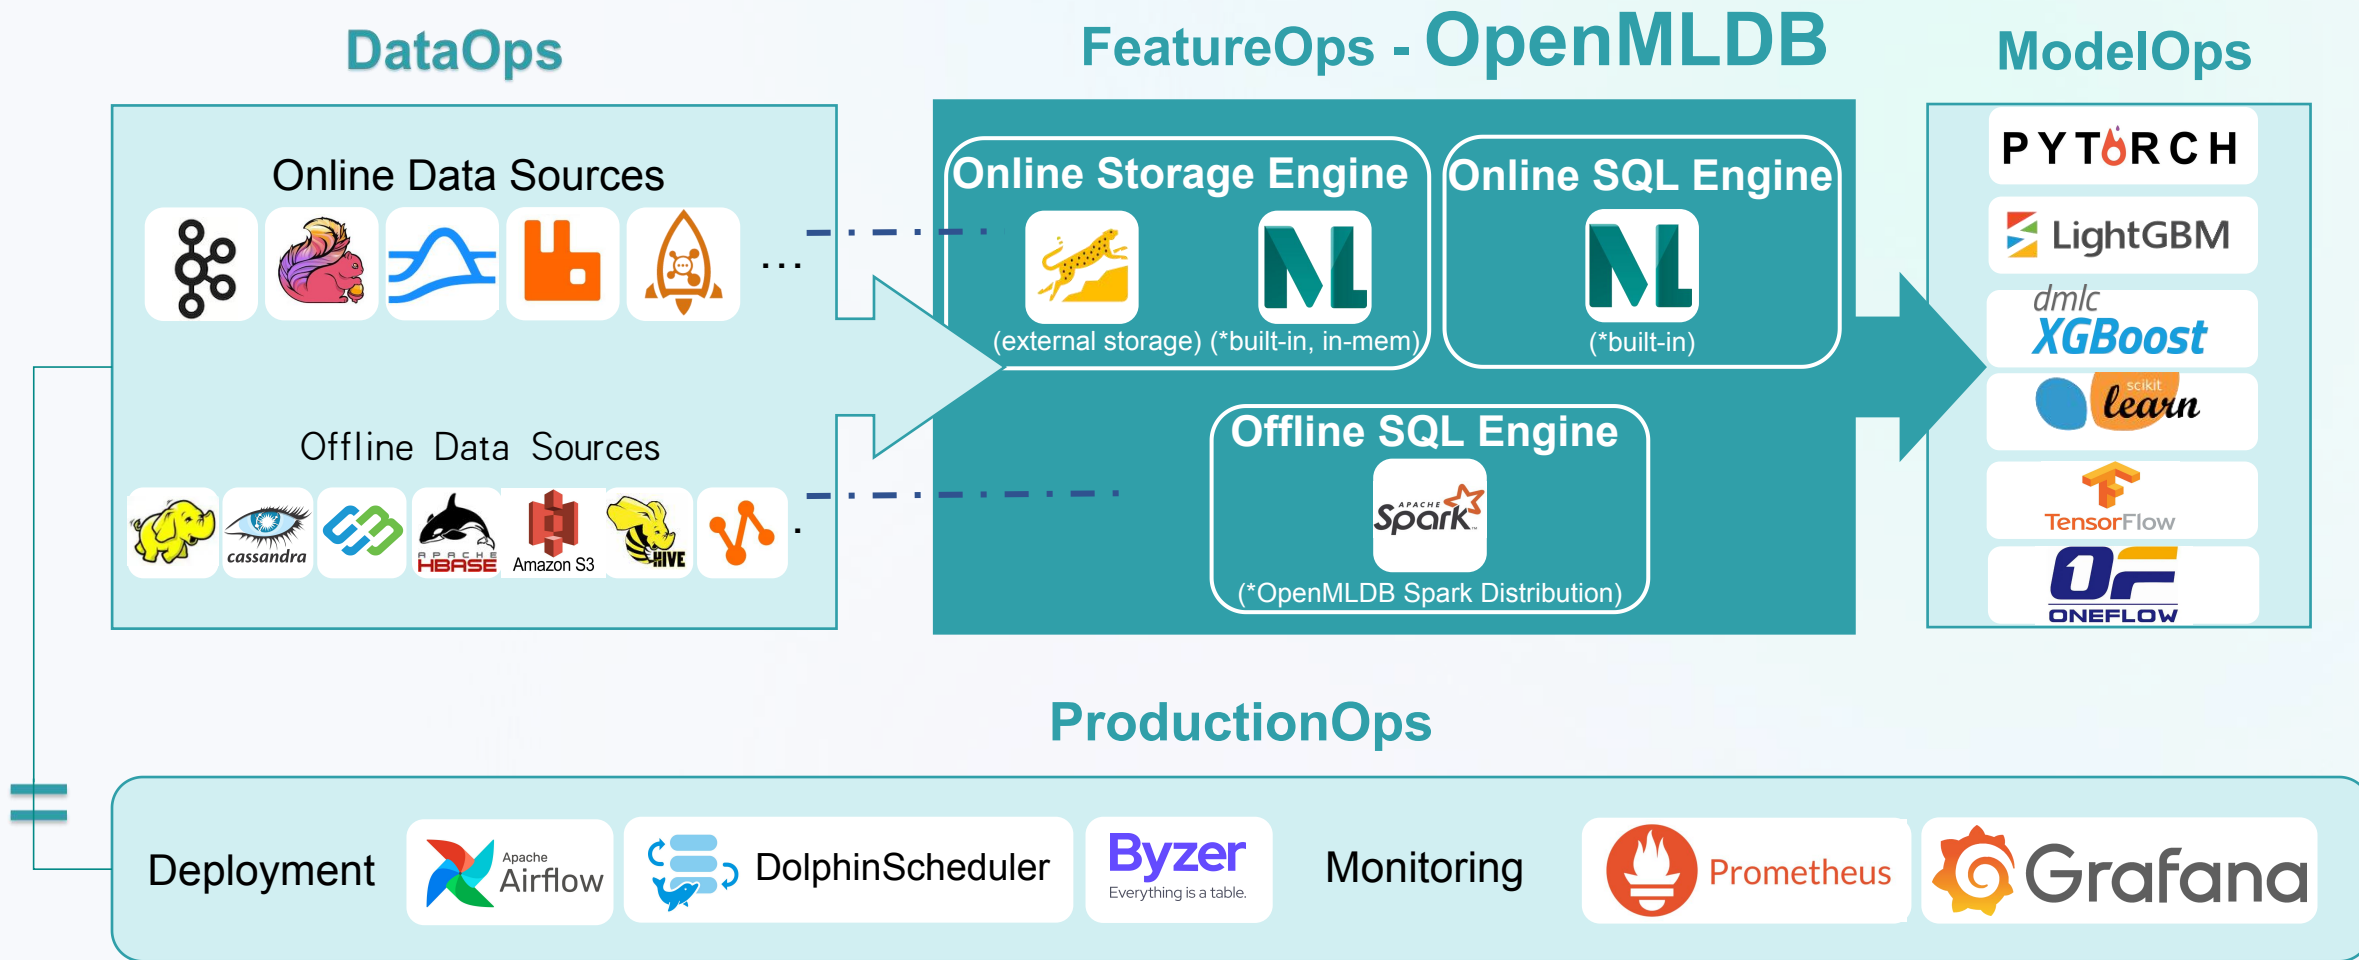 DataOps
FeatureOps - OpenMLDB
ModelOps
Online Data Sources
...
Offline Data Sources
cassandra
APACHE
HBASE
Amazon S3
HIVE
.
Online Storage Engine
(external storage) (*built-in, in-mem)
Online SQL Engine
(*built-in)
Offline SQL Engine
APACHE
Spark
(*OpenMLDB Spark Distribution)
PYTORCH
LightGBM
dmlc
XGBoost
scikit
learn
TensorFlow
OF
ONEFLOW
ProductionOps
Deployment
Apache
Airflow
DolphinScheduler
Byzer
Everything is a table.
Monitoring
Prometheus
Grafana